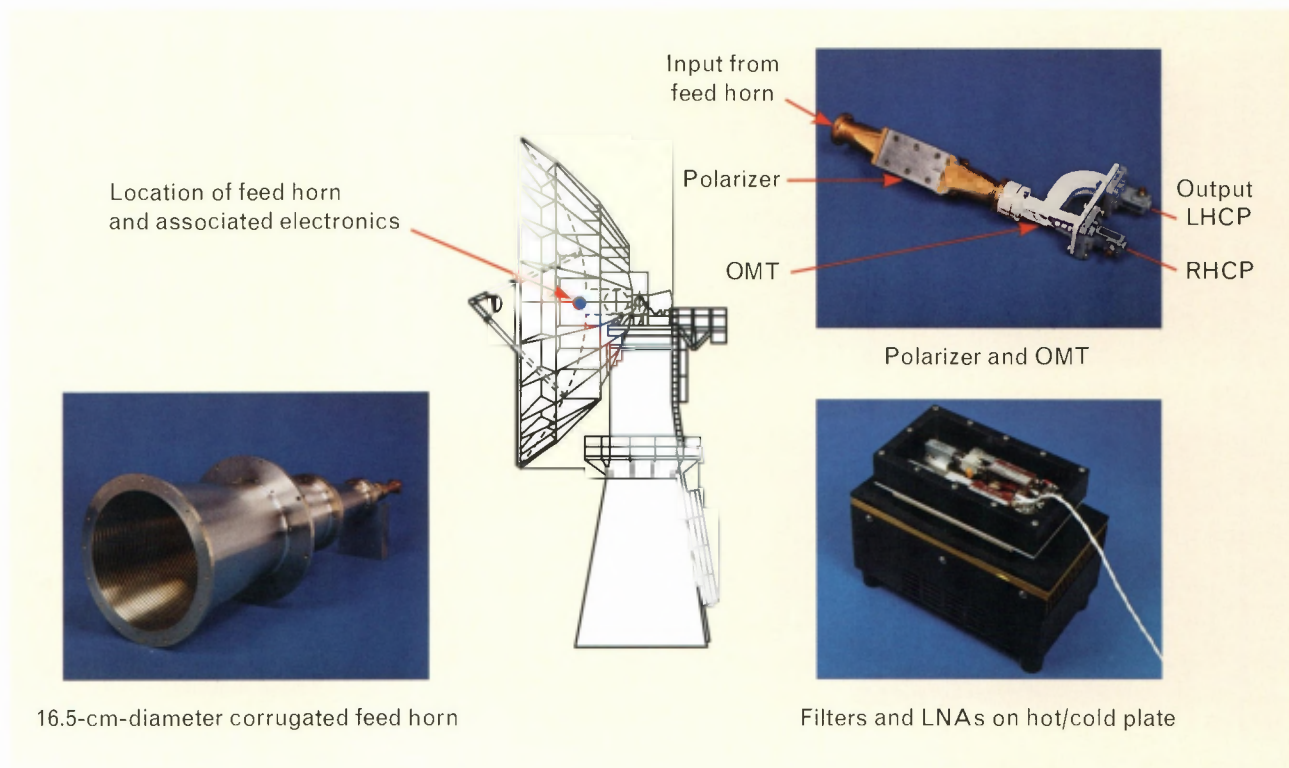 Input from
feed horn
Polarizer
OMT
Output
LHCP
RHCP
Polarizer and OMT
Location of feed horn
and associated electronics
16.5-cm-diameter corrugated feed horn
Filters and LNAs on hot/cold plate